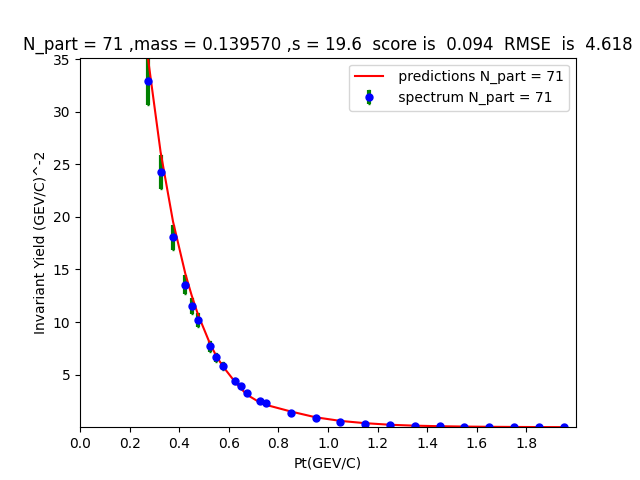 N_part = 71 ,mass = 0.139570 ,s = 19.6  score is  0.094  RMSE  is  4.618
predictions N_part = 71
spectrum N_part = 71
Invariant Yield (GEV/C)^-2
35
30
25
20
15
10
5
0.0 0.2 0.4 0.6 0.8 1.0 1.2 1.4 1.6 1.8
Pt(GEV/C)